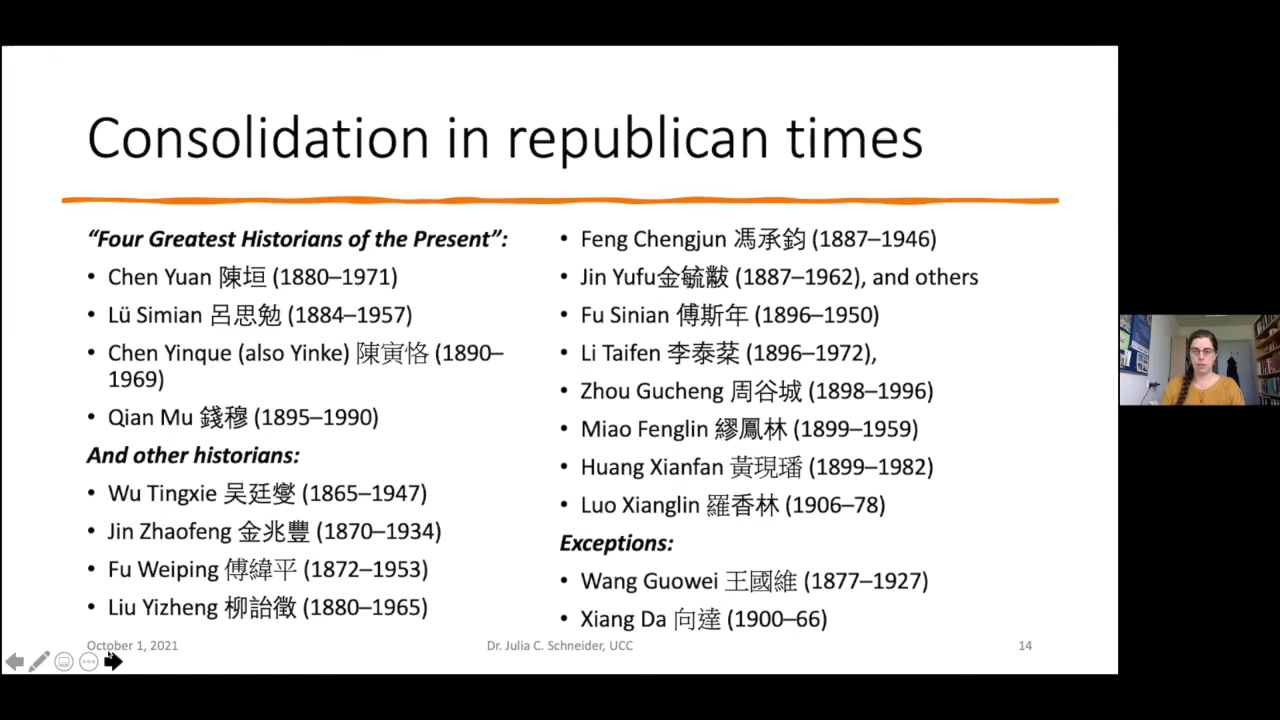 Consolidation in republican times
“Four Greatest Historians of the Present”:
• Chen Yuan 陳垣 (1880–1971)
• Lü Simian 呂思勉 (1884–1957)
• Chen Yinque (also Yinke) 陳寅恪 (1890–
1969)
• Qian Mu 錢穆 (1895–1990)
And other historians:
• Wu Tingxie 吴廷燮 (1865–1947)
• Jin Zhaofeng 金兆豐 (1870–1934)
• Fu Weiping 傅緯平 (1872–1953)
• Liu Yizheng 柳詒徵 (1880–1965)
• Feng Chengjun 馮承鈞 (1887–1946)
• Jin Yufu金毓黻 (1887–1962), and others
• Fu Sinian 傅斯年 (1896–1950)
• Li Taifen 李泰棻 (1896–1972),
• Zhou Gucheng 周谷城 (1898–1996)
• Miao Fenglin 繆鳳林 (1899–1959)
• Huang Xianfan 黃現璠 (1899–1982)
• Luo Xianglin 羅香林 (1906–78)
Exceptions:
• Wang Guowei 王國維 (1877–1927)
• Xiang Da 向達 (1900–66)
October 1, 2021
Dr. Julia C. Schneider, UCC
14